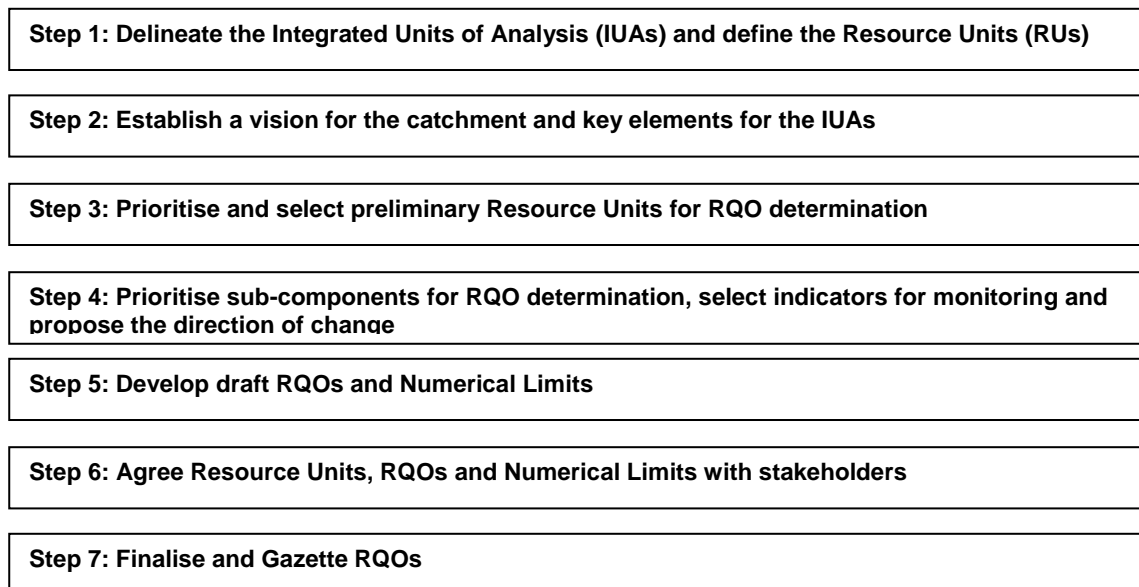 Step 1: Delineate the Integrated Units of Analysis (IUAs) and define the Resource Units (RUs)
Step 2: Establish a vision for the catchment and key elements for the IUAs
Step 3: Prioritise and select preliminary Resource Units for RQO determination
Step 4: Prioritise sub-components for RQO determination, select indicators for monitoring and
propose the direction of change
Step 5: Develop draft RQOs and Numerical Limits
Step 6: Agree Resource Units, RQOs and Numerical Limits with stakeholders
Step 7: Finalise and Gazette RQOs